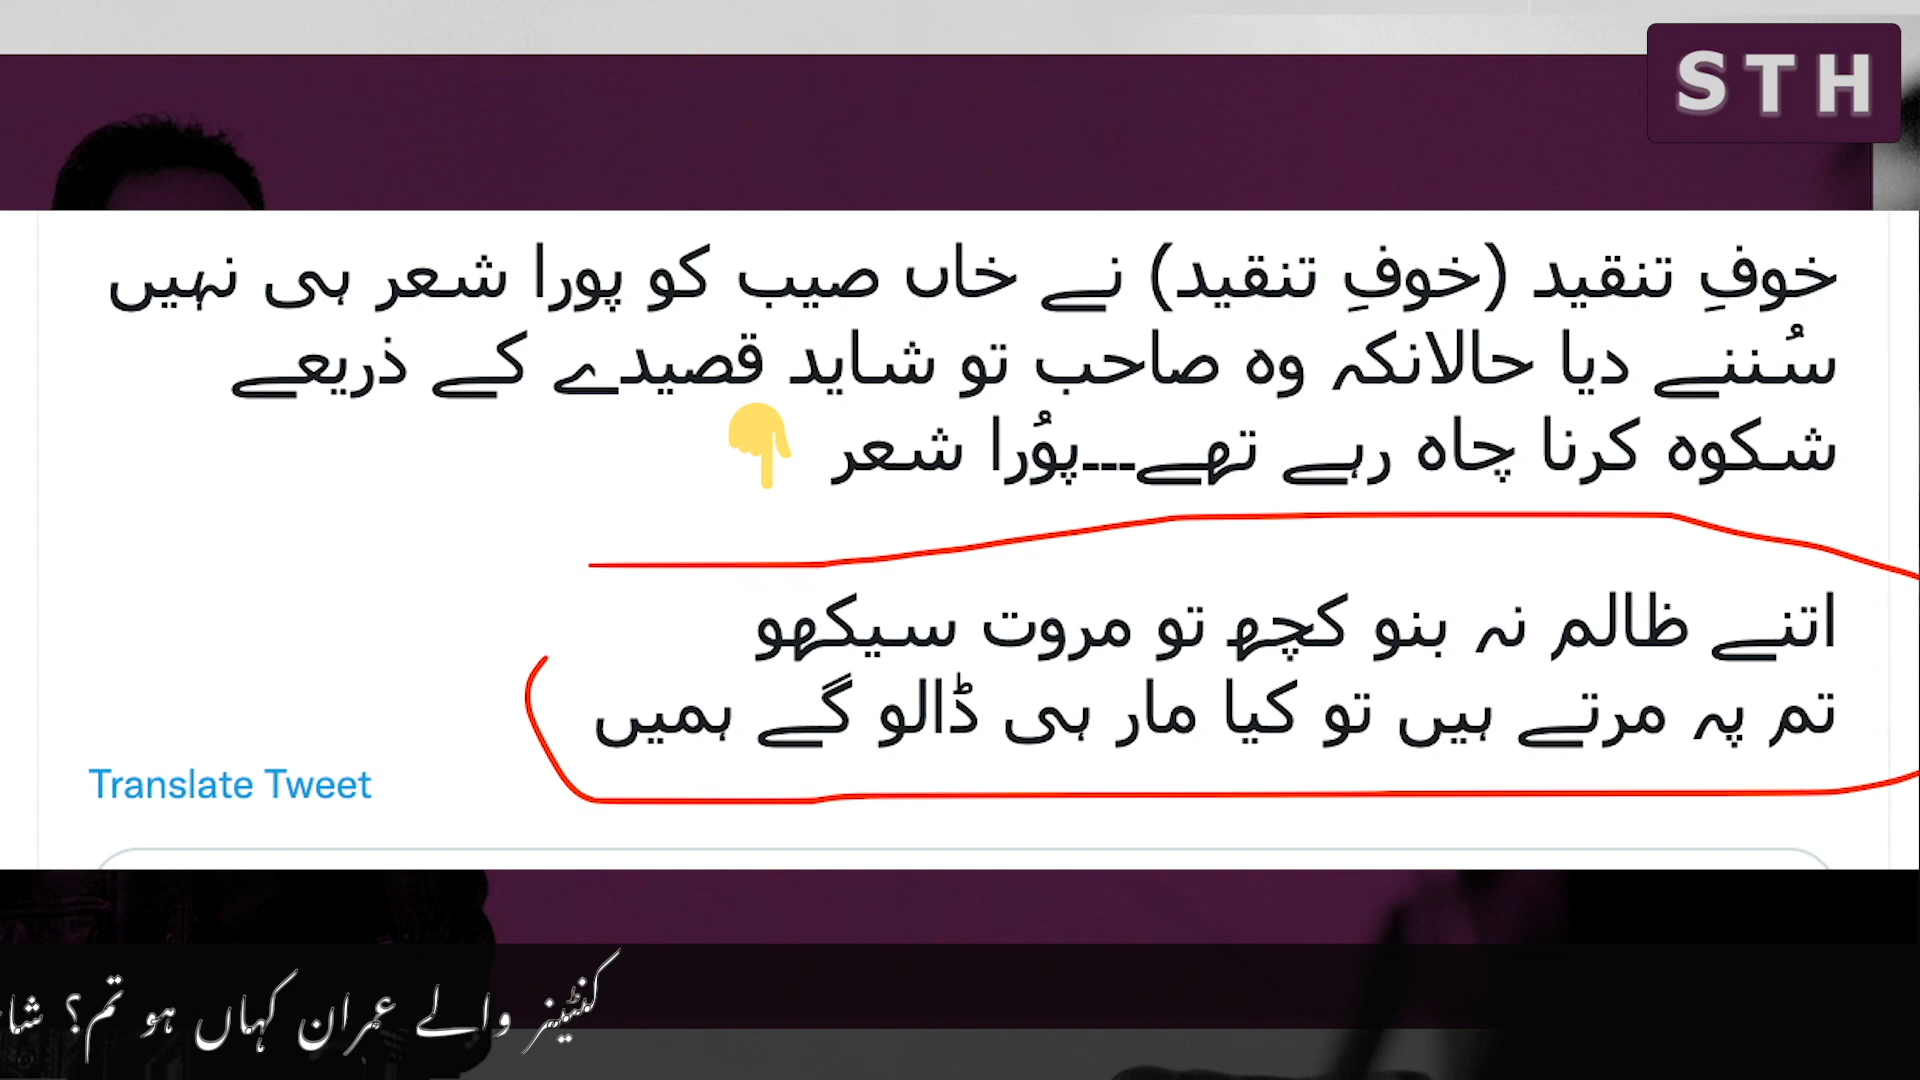 STH
خوفِ تنقید (خوفِ تنقید) نے خاں صیب کو پورا شعر ہی نہیں
سُننے دیا حالانکہ وہ صاحب تو شاید قصیدے کے ذریعے
شکوہ کرنا چاہ رہے تھے---پوُرا شعر 👇
اتنے ظالم نہ بنو کچھ تو مروت سیکھو
تم پہ مرتے ہیں تو کیا مار ہی ڈالو گے ہمیں
Translate Tweet
کنٹینر والے عمران کہاں ہو تم؟